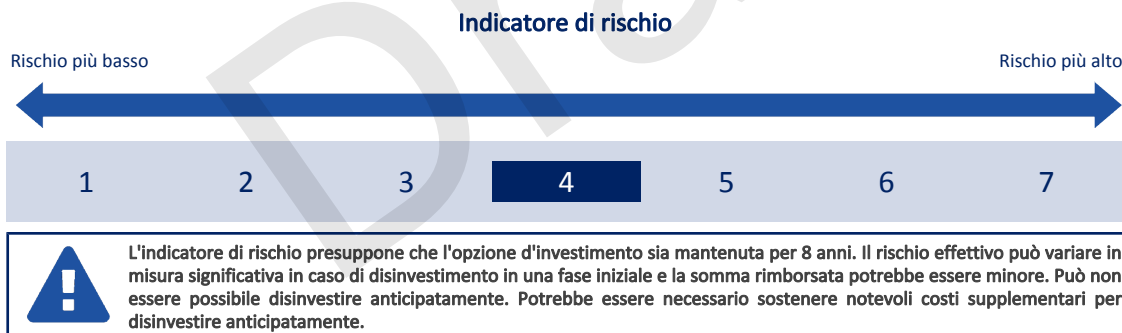 Indicatore di rischio
Rischio più basso
Rischio più alto
1 2 3 4 5 6 7
L'indicatore di rischio presuppone che l'opzione d'investimento sia mantenuta per 8 anni. Il rischio effettivo può variare in
misura significativa in caso di disinvestimento in una fase iniziale e la somma rimborsata potrebbe essere minore. Può non
essere possibile disinvestire anticipatamente. Potrebbe essere necessario sostenere notevoli costi supplementari per
disinvestire anticipatamente.